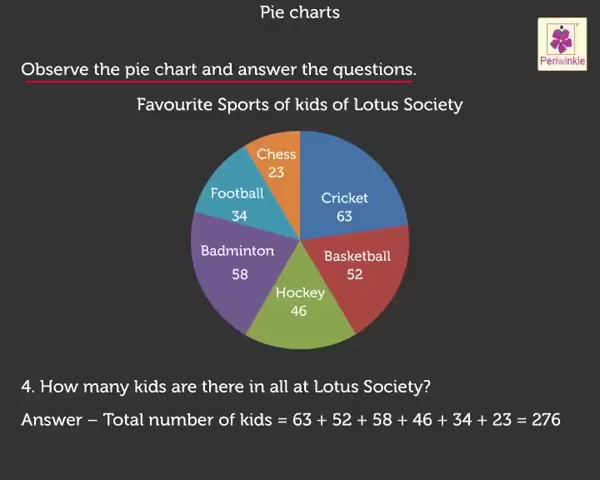 Pie charts
Periwinkle
Observe the pie chart and answer the questions.
Favourite Sports of kids of Lotus Society
Chess
23
Football
34
Cricket
63
Badminton
58
Basketball
52
Hockey
46
4. How many kids are there in all at Lotus Society?
Answer – Total number of kids = 63 + 52 + 58 + 46 + 34 + 23 = 276